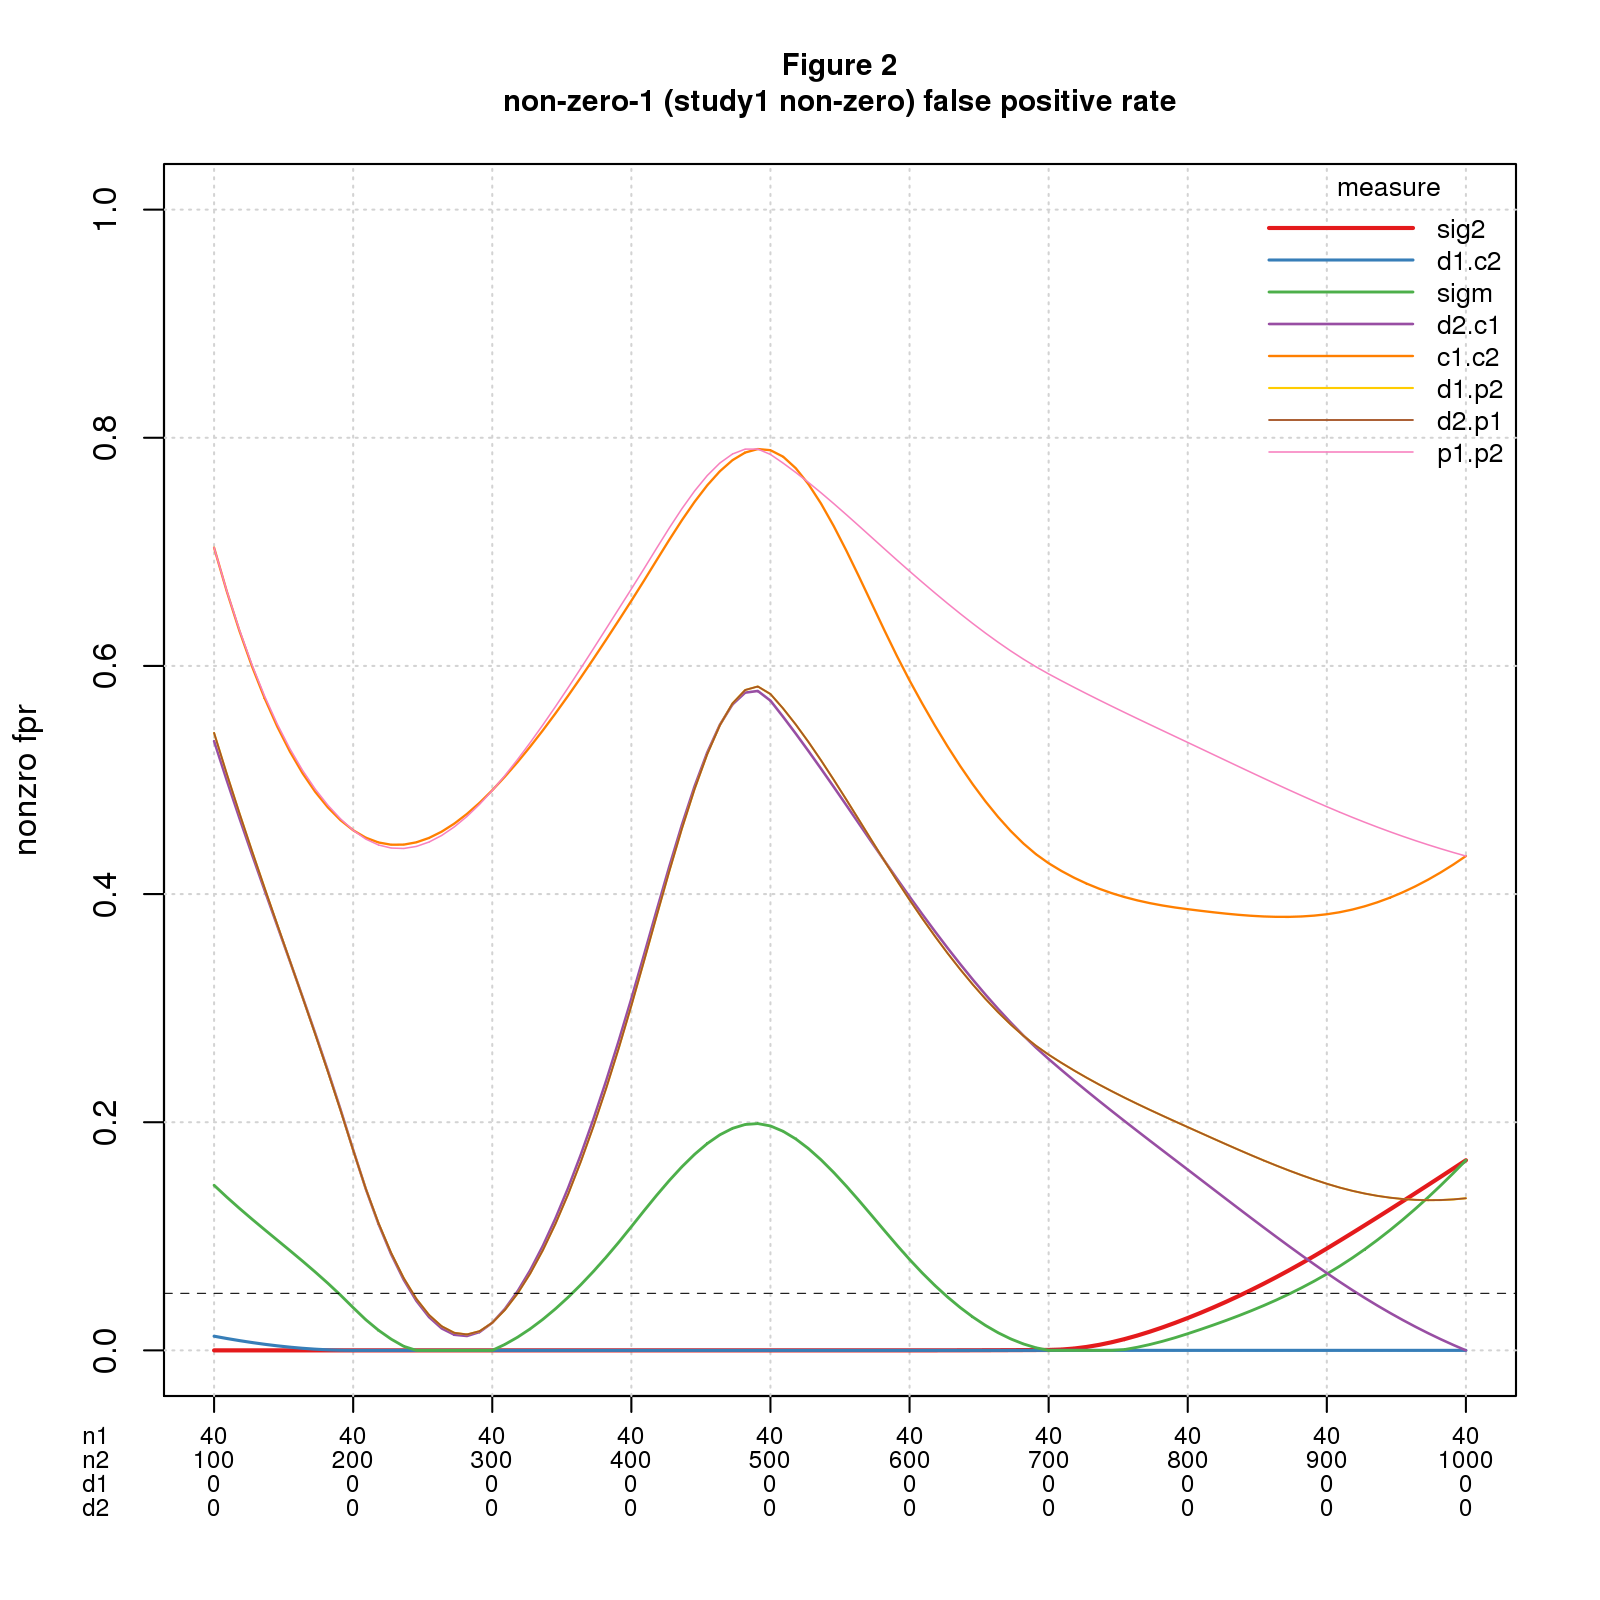 Figure 2
non-zero-1 (study1 non-zero) false positive rate
measure
sig2
d1.c2
sigm
d2.c1
c1.c2
d1.p2
d2.p1
p1.p2
nonzro fpr
1.0
0.8
0.6
0.4
0.2
0.0
n1 40 40 40 40 40 40 40 40 40 40
n2 100 200 300 400 500 600 700 800 900 1000
d1 0 0 0 0 0 0 0 0 0 0
d2 0 0 0 0 0 0 0 0 0 0